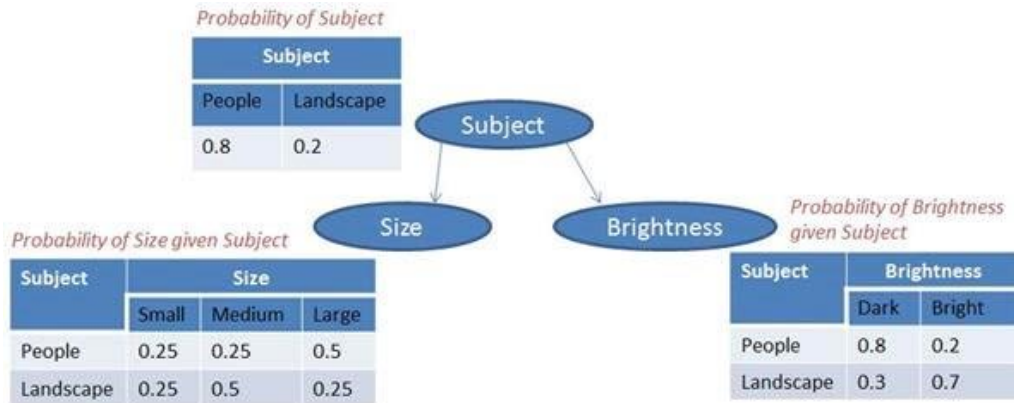 Probability of Subject
Subject
People Landscape
0.8 0.2
Subject
Size
Brightness
Probability of Size given Subject
Subject Size
Small Medium Large
People 0.25 0.25 0.5
Landscape 0.25 0.5 0.25
Probability of Brightness
given Subject
Subject Brightness
Dark Bright
People 0.8 0.2
Landscape 0.3 0.7